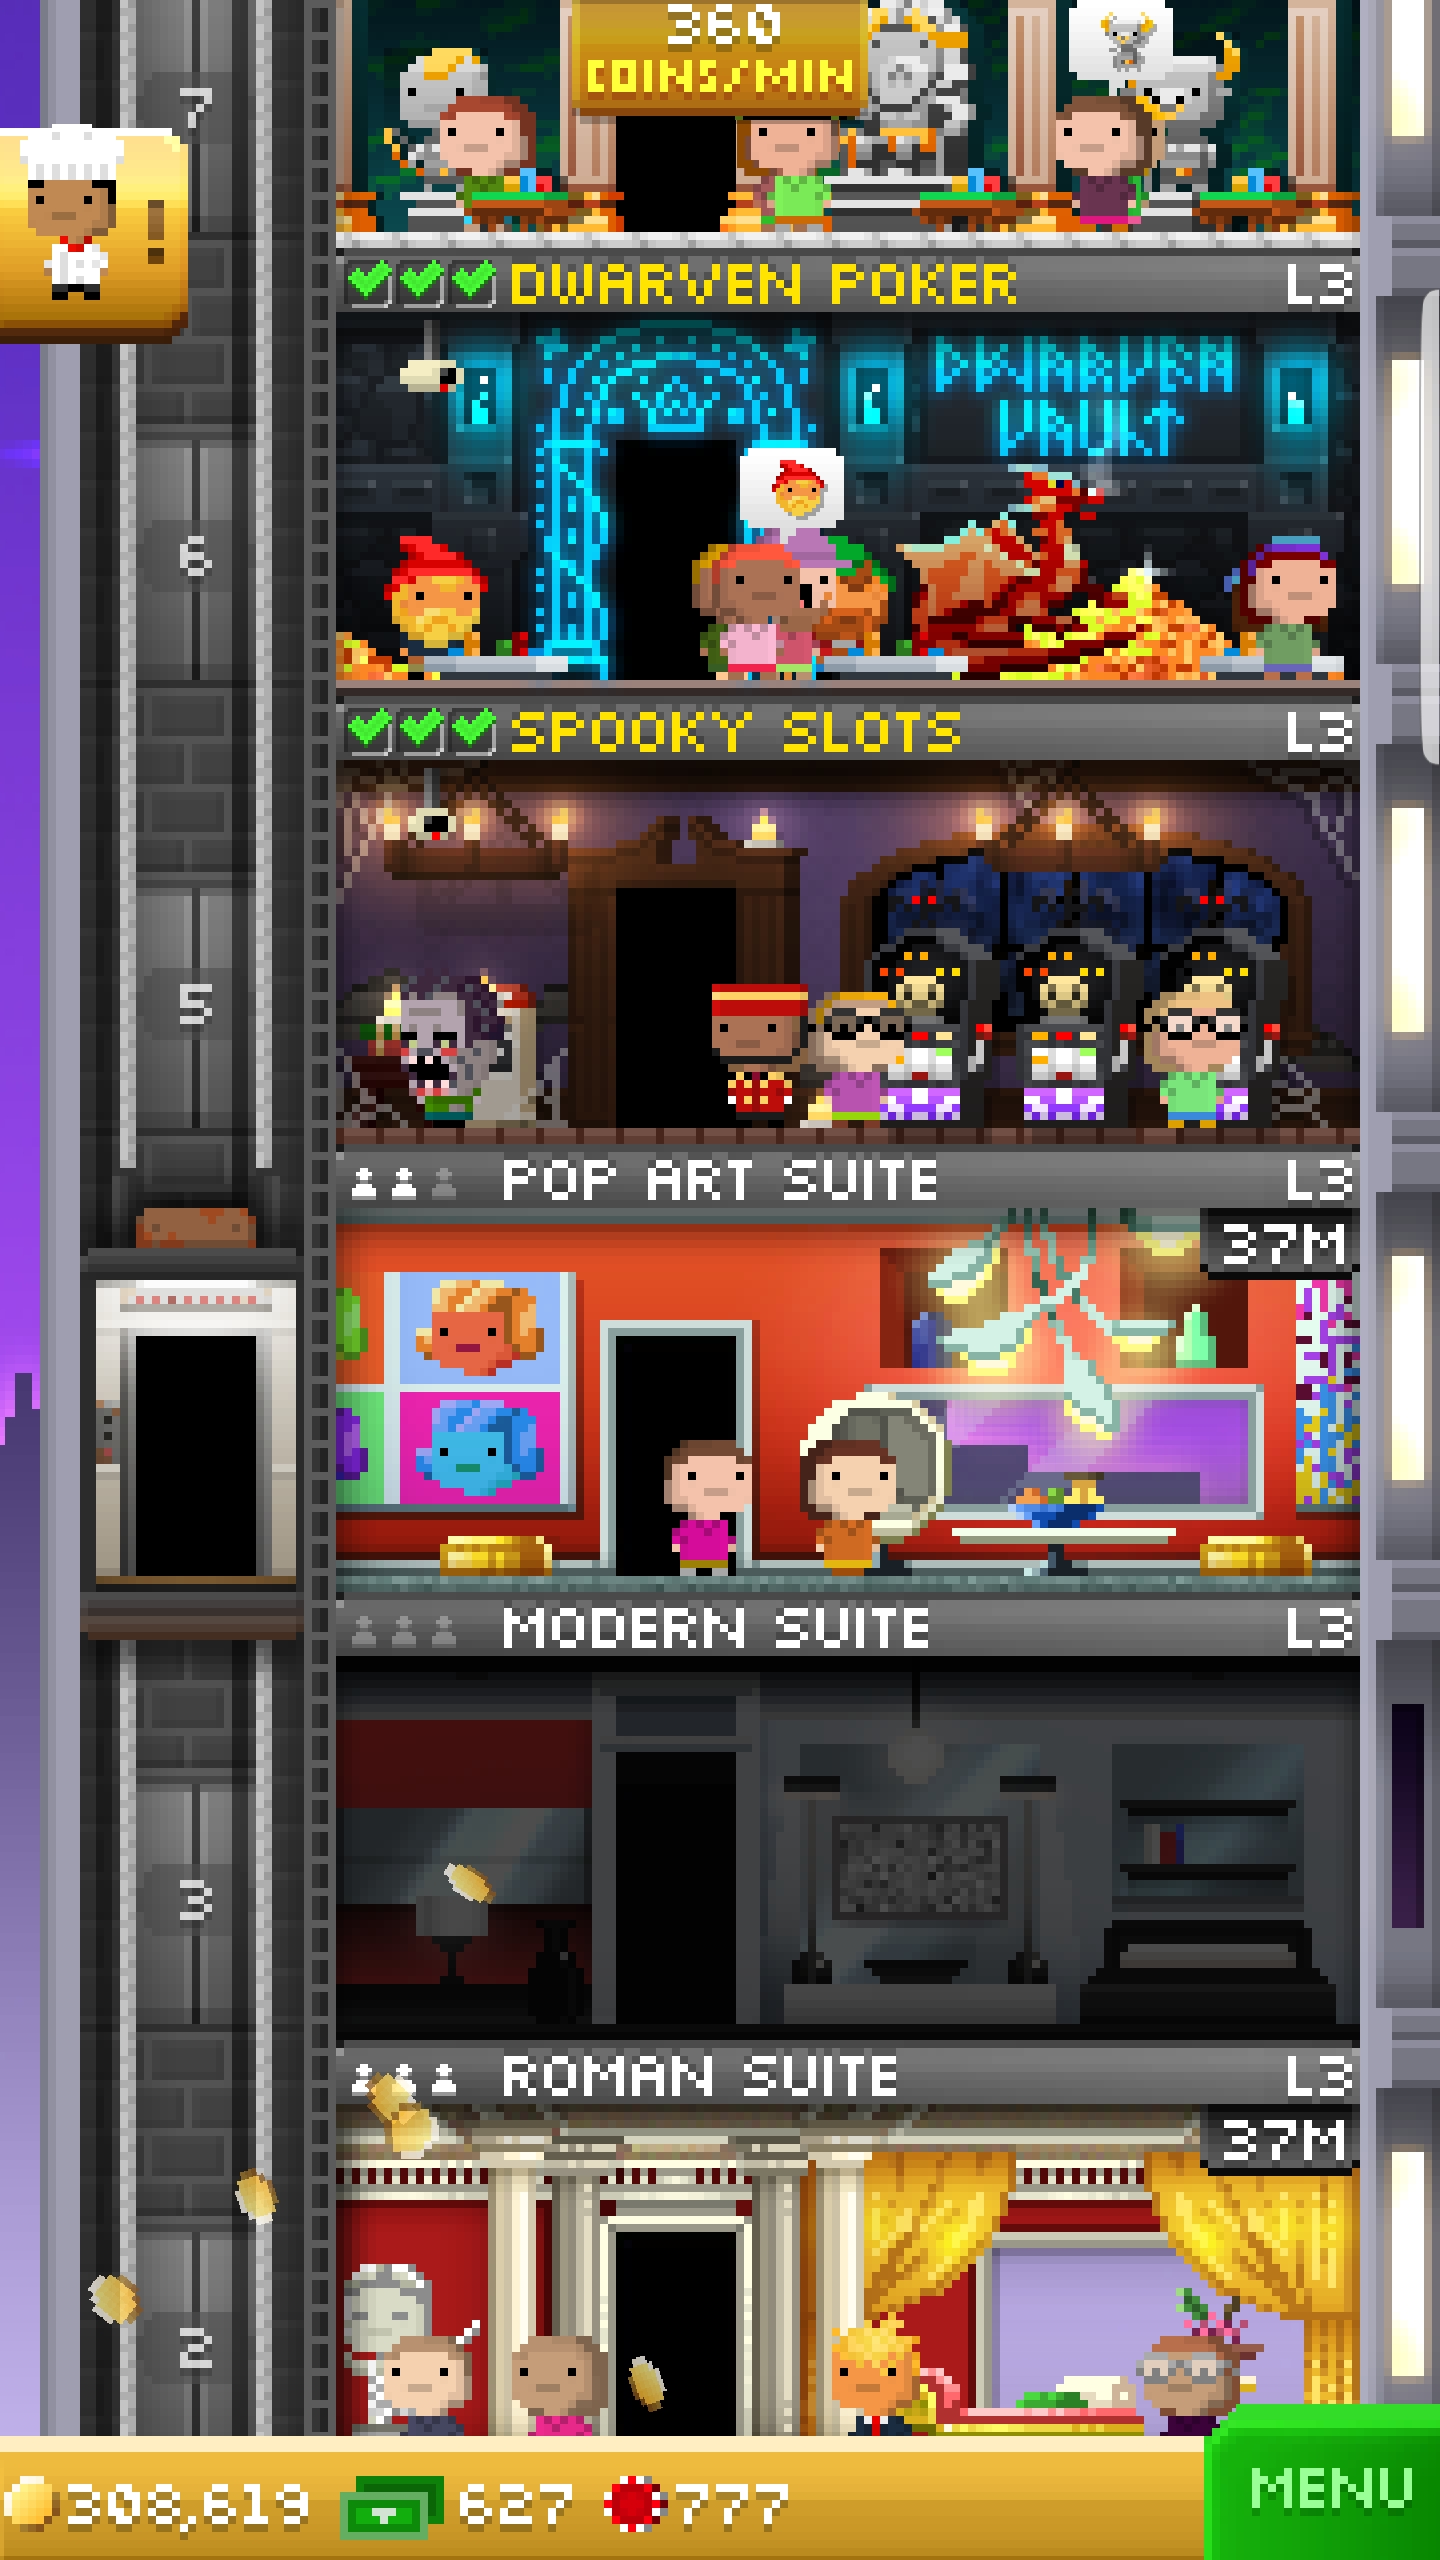 360
COINS/MIN
7
DWARVEN POKER L3
DWARVEN
VAULT
6
SPOOKY SLOTS L3
5
POP ART SUITE L3
37M
MODERN SUITE L3
3
ROMAN SUITE L3
37M
2
308,619 627 777
MENU